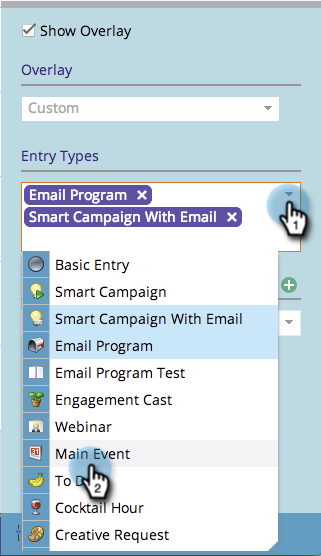 Show Overlay
Overlay
Custom
Entry Types
Email Program ×
Smart Campaign With Email ×
1
Basic Entry
Smart Campaign
Smart Campaign With Email
Email Program
Email Program Test
Engagement Cast
Webinar
31 Main Event
To D
2
Cocktail Hour
Creative Request